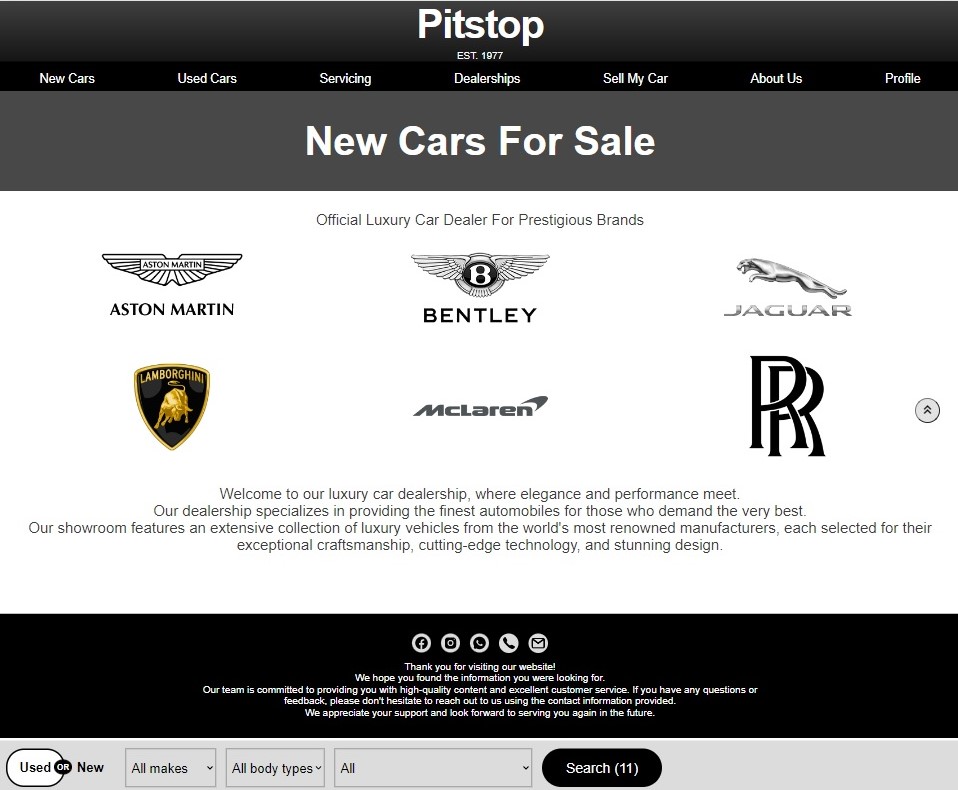 Pitstop
EST. 1977
New Cars Used Cars Servicing Dealerships Sell My Car About Us Profile
New Cars For Sale
Official Luxury Car Dealer For Prestigious Brands
ASTON MARTIN
ASTON MARTIN
B
BENTLEY
JAGUAR
LAMBORGHINI
McLaren
RR
Welcome to our luxury car dealership, where elegance and performance meet.
Our dealership specializes in providing the finest automobiles for those who demand the very best.
Our showroom features an extensive collection of luxury vehicles from the world's most renowned manufacturers, each selected for their
exceptional craftsmanship, cutting-edge technology, and stunning design.
Thank you for visiting our website!
We hope you found the information you were looking for.
Our team is committed to providing you with high-quality content and excellent customer service. If you have any questions or
feedback, please don't hesitate to reach out to us using the contact information provided.
We appreciate your support and look forward to serving you again in the future.
Used OR New All makes All body types All Search (11)